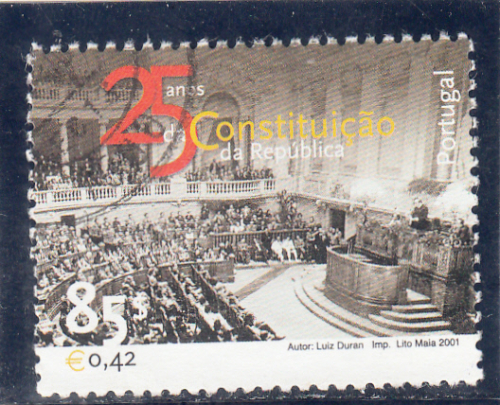 25 anos
da Constituição
da República
Portugal
85$
€0,42
Autor: Luiz Duran Imp. Lito Maia 2001